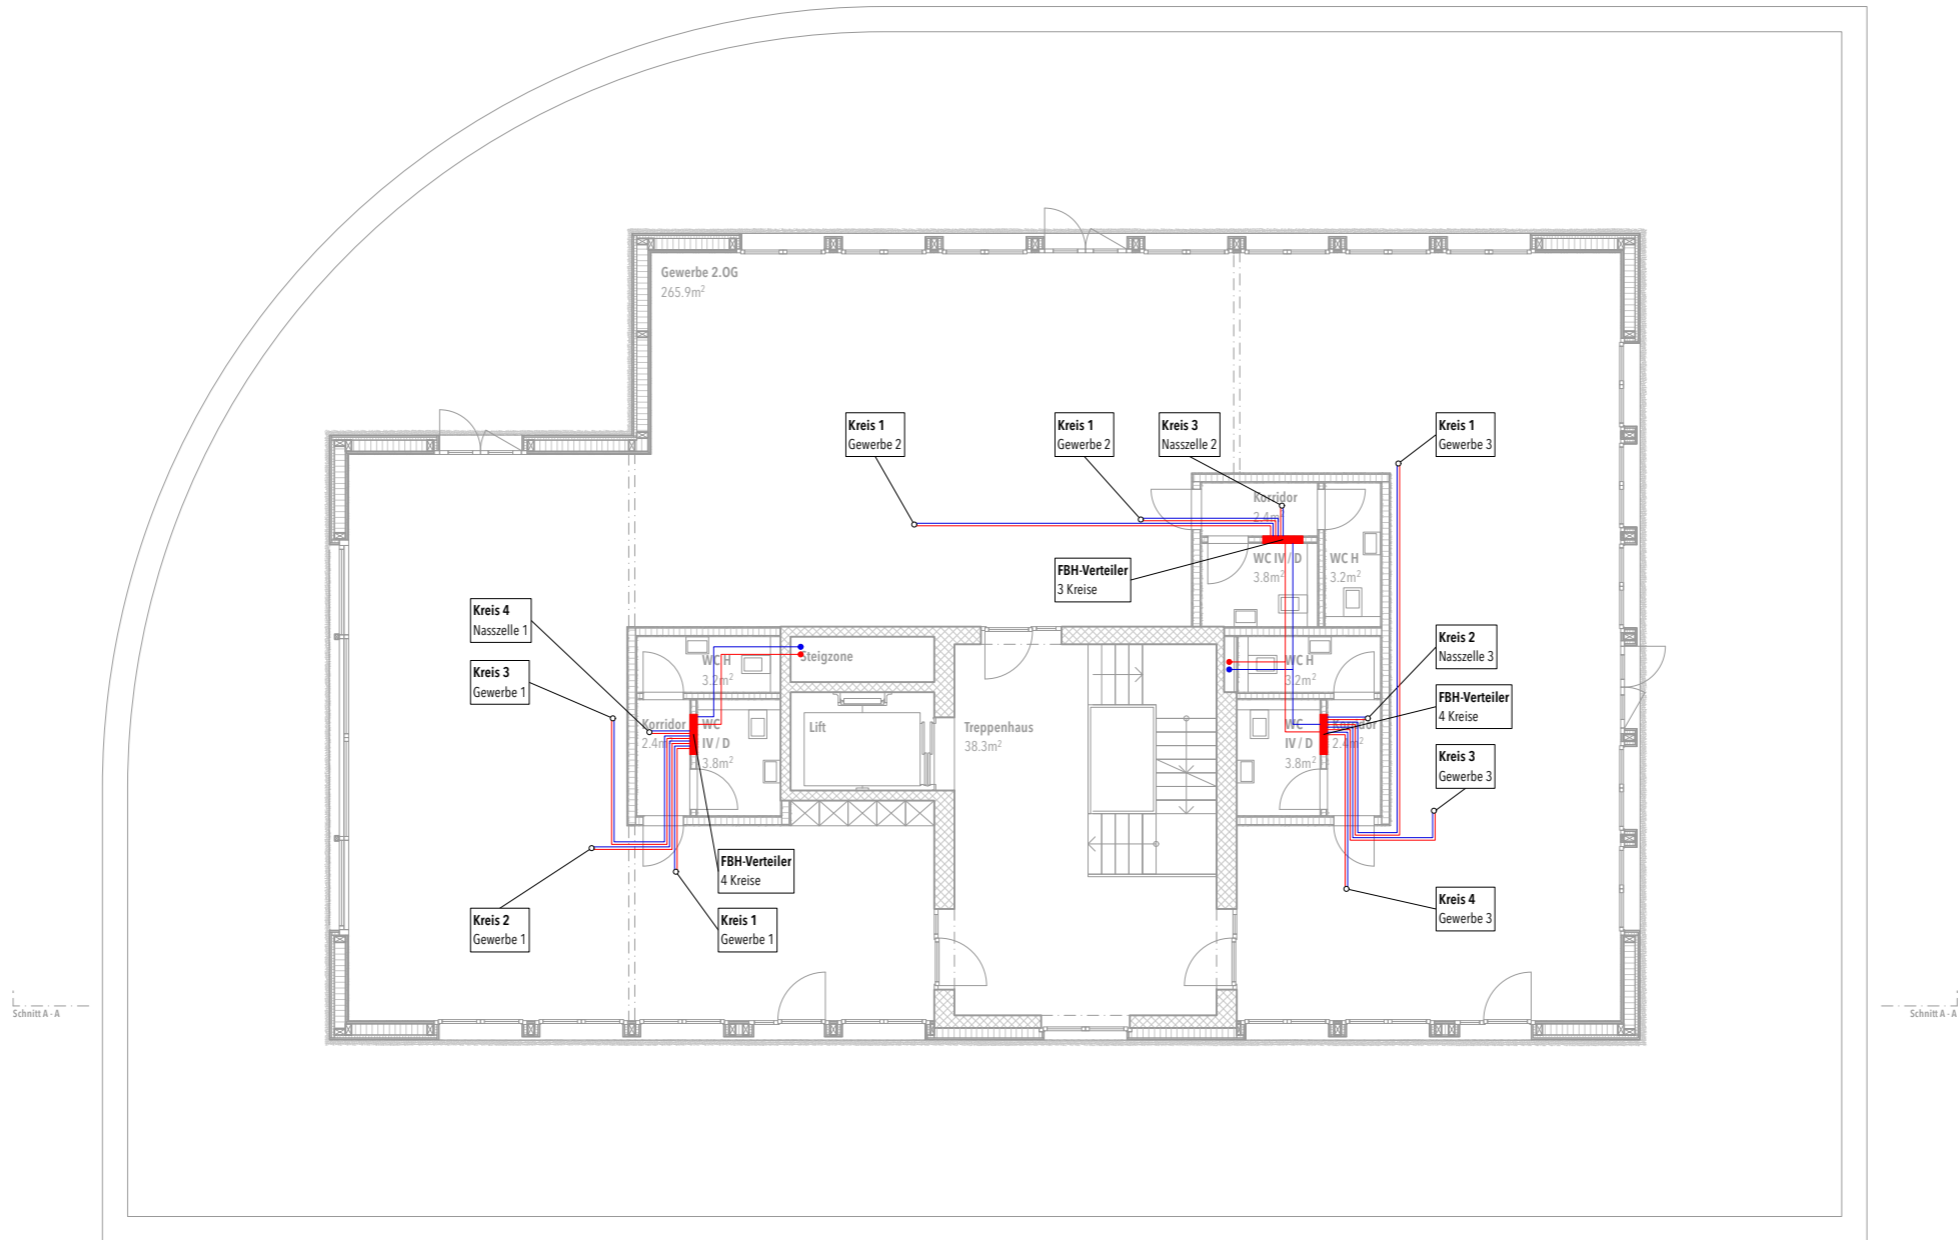 Gewerbe 2.OG
265.9m²
Kreis 1
Gewerbe 2
Kreis 1
Gewerbe 2
Kreis 3
Nasszelle 2
Kreis 1
Gewerbe 3
Korridor
2.4m²
FBH-Verteiler
3 Kreise
WC IV / D
3.8m²
WC H
3.2m²
Kreis 4
Nasszelle 1
Kreis 3
Gewerbe 1
WC H
3.2m²
Steigzone
WC H
3.2m²
Kreis 2
Nasszelle 3
FBH-Verteiler
4 Kreise
Korridor
2.4m²
WC
IV / D
3.8m²
Lift
Treppenhaus
38.3m²
WC
IV / D
3.8m²
Korridor
2.4m²
Kreis 3
Gewerbe 3
FBH-Verteiler
4 Kreise
Kreis 2
Gewerbe 1
Kreis 1
Gewerbe 1
Kreis 4
Gewerbe 3
Schnitt A - A
Schnitt A - A